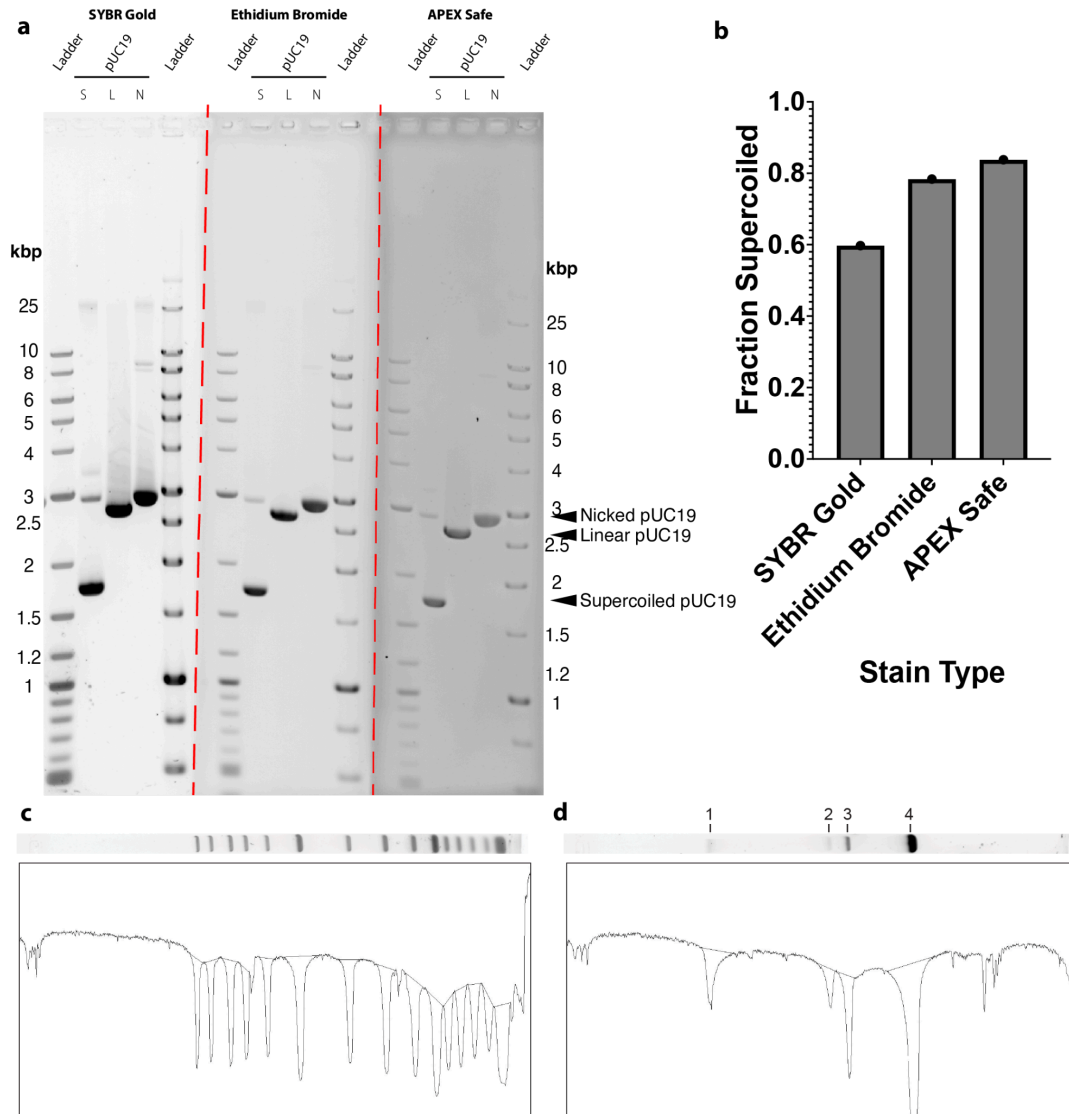 a
SYBR Gold
Ethidium Bromide
APEX Safe
Ladder
pUC19
Ladder
Ladder
pUC19
Ladder
Ladder
pUC19
Ladder
S L N
S L N
S L N
kbp
25
10
8
6
5
4
3
2.5
2
1.5
1.2
1
kbp
25
10
8
6
5
4
3
2.5
2
1.5
1.2
1
Nicked pUC19
Linear pUC19
Supercoiled pUC19
b
Fraction Supercoiled
1.0
0.8
0.6
0.4
0.2
0.0
SYBR Gold
Ethidium Bromide
APEX Safe
Stain Type
c
d
1 2 3 4